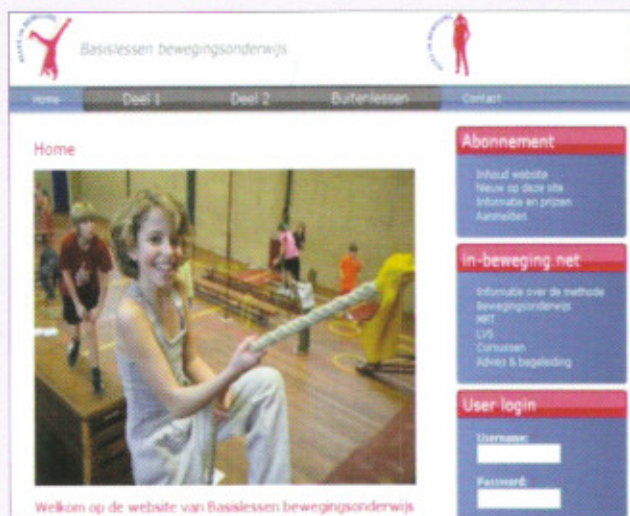 Basislessen bewegingsonderwijs
Home
Deel 1
Deel 2
Buitenlessen
Contact
Home
Welkom op de website van Basislessen bewegingsonderwijs
Abonnement
Inhoud website
Nieuw op deze site
Informatie en prijzen
Aanmelden
in-beweging.net
Informatie over de methode
Bewegingsonderwijs
MRT
LVS
Cursussen
Advies & begeleiding
User login
Username:
Password: